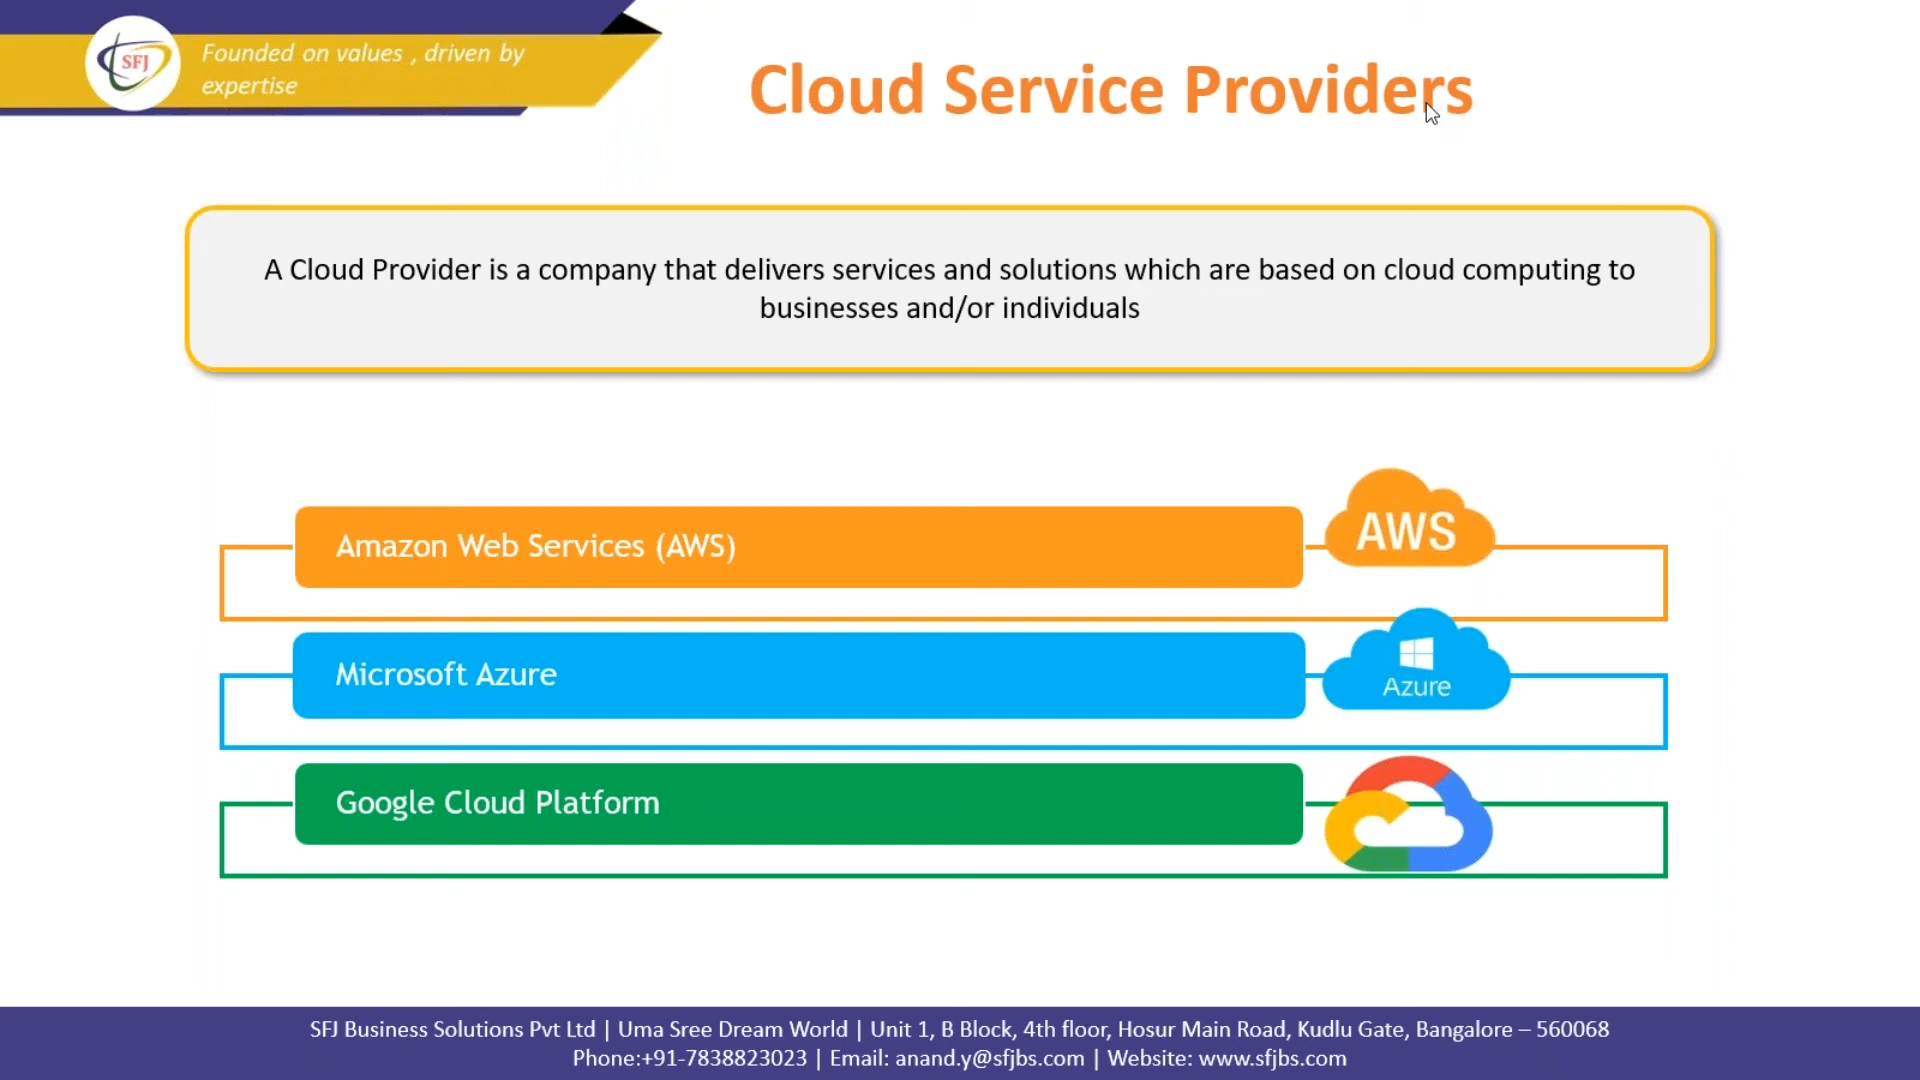 SFJ
Founded on values , driven by
expertise
Cloud Service Providers
A Cloud Provider is a company that delivers services and solutions which are based on cloud computing to
businesses and/or individuals
Amazon Web Services (AWS)
AWS
Microsoft Azure
Azure
Google Cloud Platform
SFJ Business Solutions Pvt Ltd | Uma Sree Dream World | Unit 1, B Block, 4th floor, Hosur Main Road, Kudlu Gate, Bangalore – 560068
Phone:+91-7838823023 | Email: anand.y@sfjbs.com | Website: www.sfjbs.com